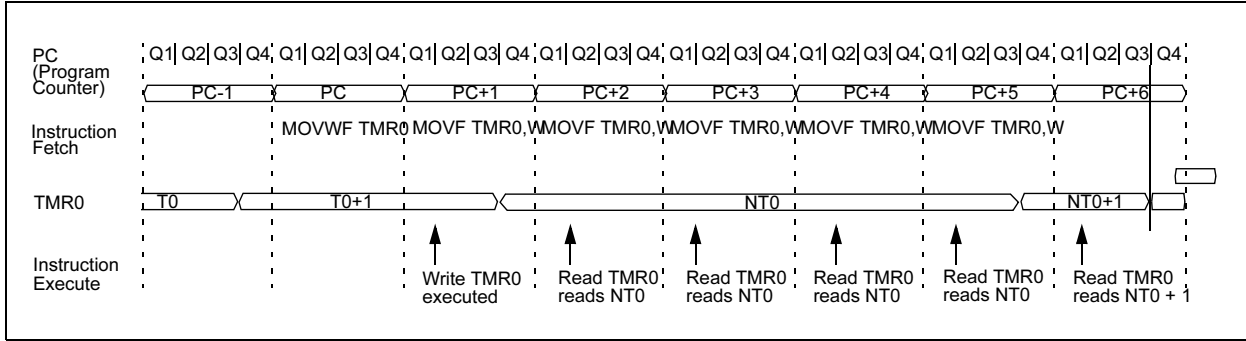 PC (Program Counter)
Q1 Q2 Q3 Q4 Q1 Q2 Q3 Q4 Q1 Q2 Q3 Q4 Q1 Q2 Q3 Q4 Q1 Q2 Q3 Q4 Q1 Q2 Q3 Q4 Q1 Q2 Q3 Q4 Q1 Q2 Q3 Q4
PC-1 PC PC+1 PC+2 PC+3 PC+4 PC+5 PC+6
Instruction Fetch
MOVWF TMR0 MOVF TMR0,W MOVF TMR0,W MOVF TMR0,W MOVF TMR0,W MOVF TMR0,W
TMR0
T0 T0+1 NT0 NT0+1
Instruction Execute
Write TMR0 executed
Read TMR0 reads NT0
Read TMR0 reads NT0
Read TMR0 reads NT0
Read TMR0 reads NT0
Read TMR0 reads NT0 + 1